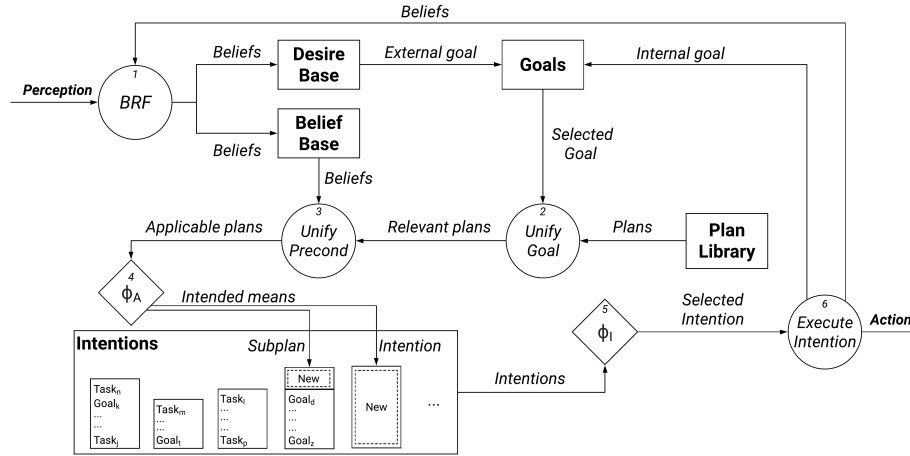 Beliefs
Perception
1
BRF
Beliefs
Desire
Base
External goal
Goals
Internal goal
Beliefs
Belief
Base
Selected
Goal
Beliefs
Applicable plans
3
Unify
Precond
Relevant plans
2
Unify
Goal
Plans
Plan
Library
4
ϕA
Intended means
Selected
Intention
5
ϕI
6
Execute
Intention
Action
Intentions
Subplan
Intention
Intentions
Taskn
Goalk
...
...
Taskj
Taskm
...
Goalt
Taskl
...
...
Taskp
New
Goald
...
...
Goalz
New
...